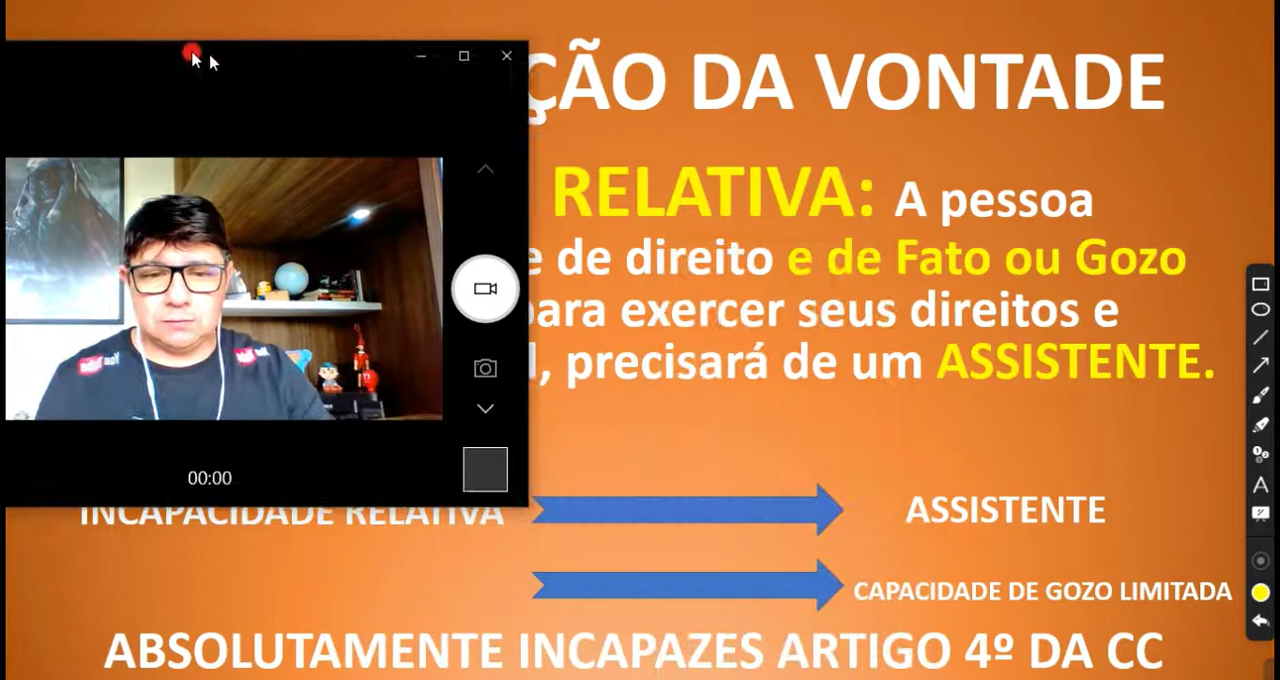 ÇÃO DA VONTADE
RELATIVA: A pessoa
e de direito e de Fato ou Gozo
para exercer seus direitos e
l, precisará de um ASSISTENTE.
00:00
INCAPACIDADE RELATIVA
ASSISTENTE
CAPACIDADE DE GOZO LIMITADA
ABSOLUTAMENTE INCAPAZES ARTIGO 4º DA CC